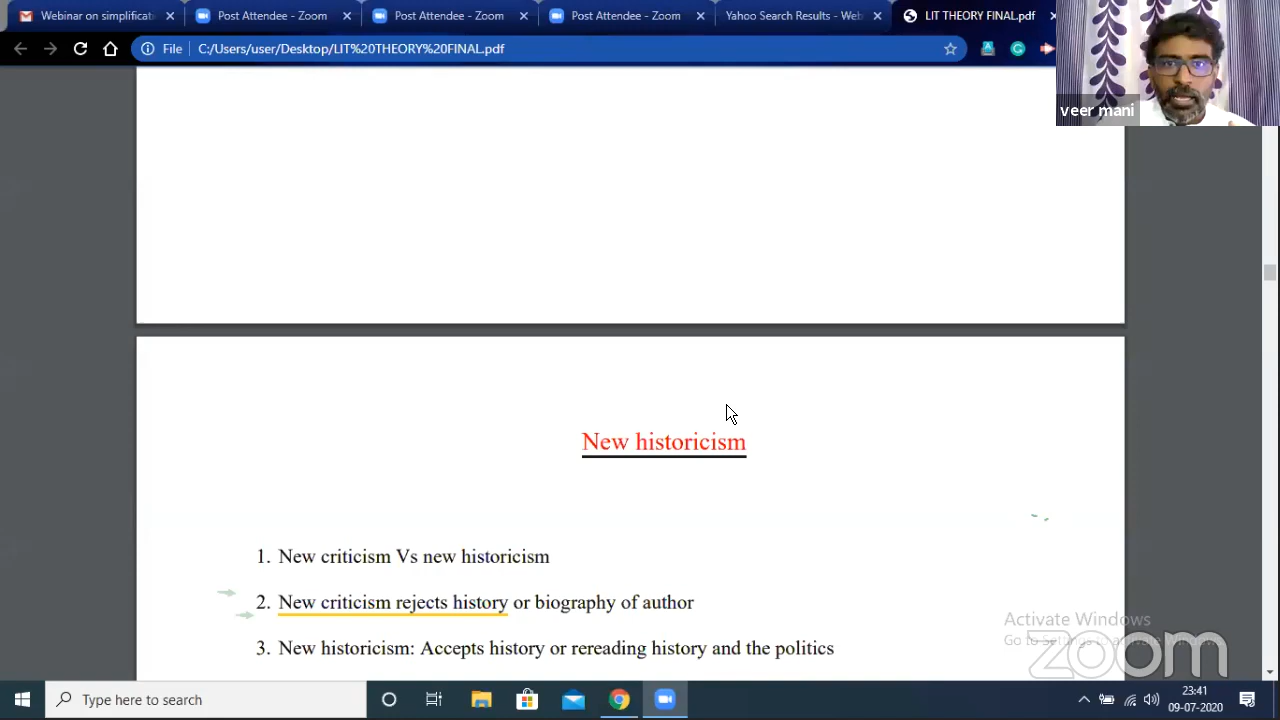 Webinar on simplificat
Post Attendee - Zoom
Post Attendee - Zoom
Post Attendee - Zoom
Yahoo Search Results - Web
LIT THEORY FINAL.pdf
File
C:/Users/user/Desktop/LIT%20THEORY%20FINAL.pdf
veer mani
New historicism
1. New criticism Vs new historicism
2. New criticism rejects history or biography of author
3. New historicism: Accepts history or rereading history and the politics
Activate Windows
Go to Settings
zoom
Type here to search
23:41
09-07-2020